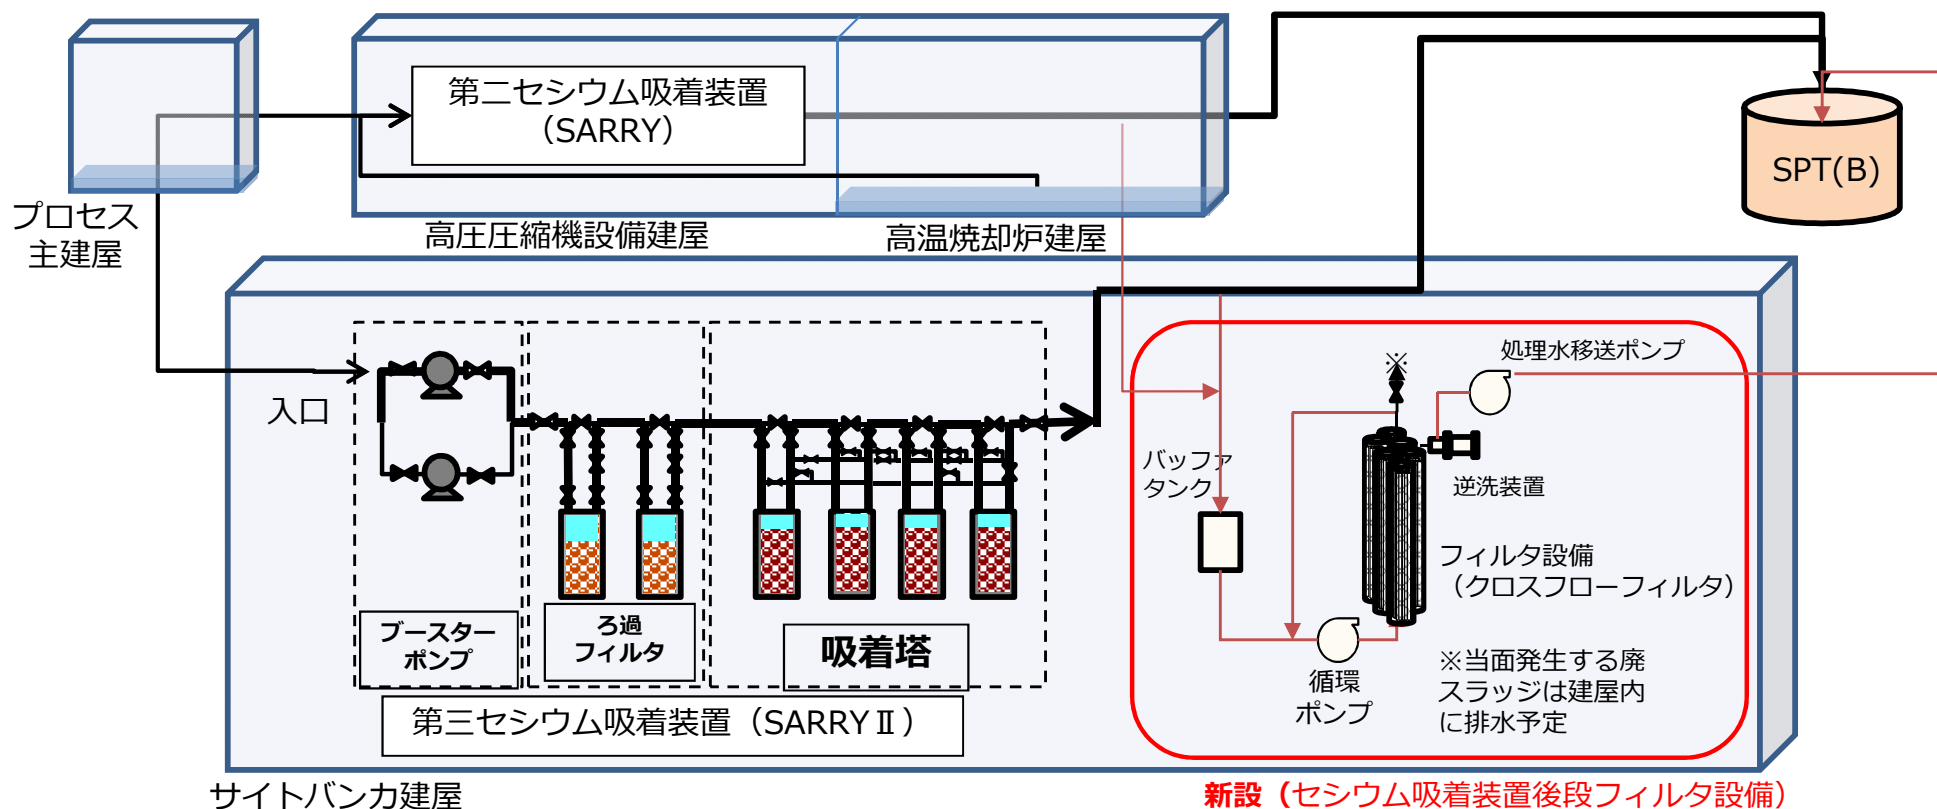 第二セシウム吸着装置
（SARRY）
SPT(B)
プロセス
主建屋
高圧圧縮機設備建屋
高温焼却炉建屋
入口
※
処理水移送ポンプ
バッファ
タンク
逆洗装置
フィルタ設備
（クロスフローフィルタ）
ブースター
ポンプ
ろ過
フィルタ
吸着塔
循環
ポンプ
※当面発生する廃
スラッジは建屋内
に排水予定
第三セシウム吸着装置（SARRYⅡ）
サイトバンカ建屋
新設（セシウム吸着装置後段フィルタ設備）